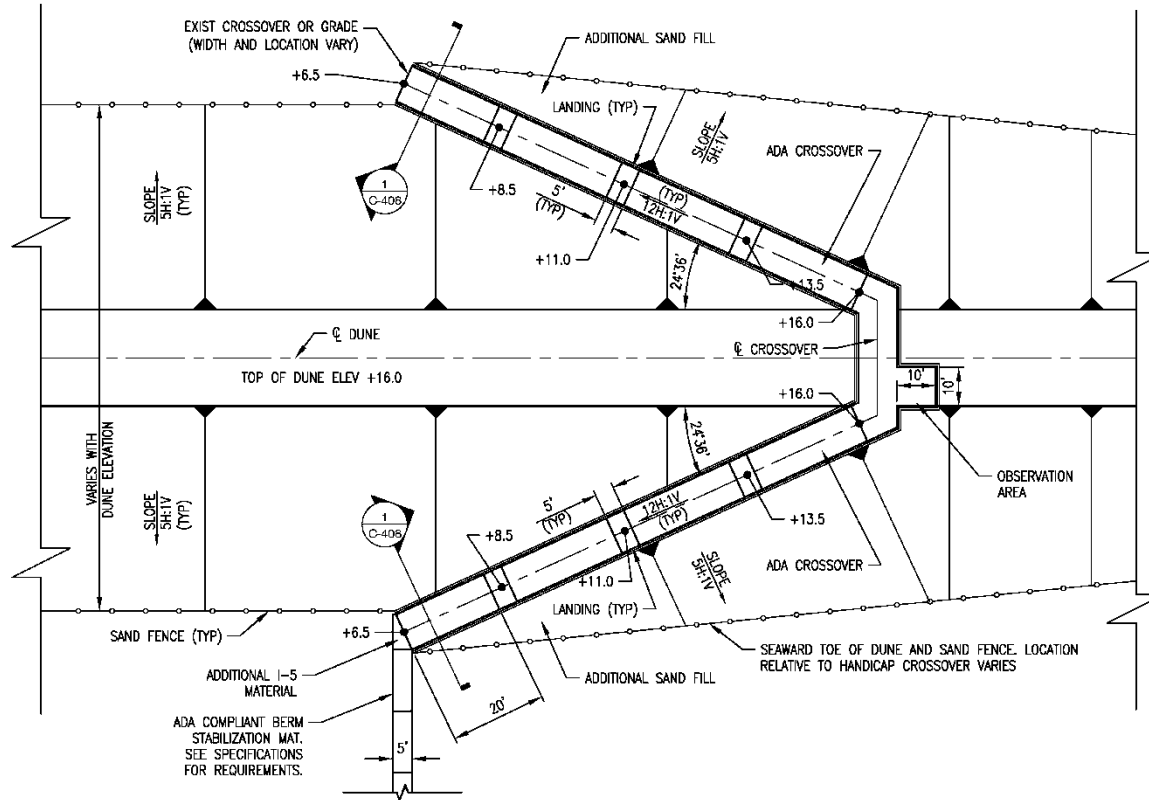 EXIST CROSSOVER OR GRADE
(WIDTH AND LOCATION VARY)
ADDITIONAL SAND FILL
+6.5
LANDING (TYP)
SLOPE
5H:1V
ADA CROSSOVER
1
C-406
+8.5
5'
(TYP)
(TYP)
12H:1V
SLOPE
5H:1V
(TYP)
+11.0
24°36'
+13.5
+16.0
℄ DUNE
℄ CROSSOVER
TOP OF DUNE ELEV +16.0
10'
10'
+16.0
VARIES WITH
DUNE ELEVATION
24°36'
OBSERVATION
AREA
SLOPE
5H:1V
(TYP)
5'
(TYP)
12H:1V
(TYP)
+13.5
1
C-406
+8.5
+11.0
ADA CROSSOVER
SLOPE
5H:1V
LANDING (TYP)
SAND FENCE (TYP)
+6.5
SEAWARD TOE OF DUNE AND SAND FENCE. LOCATION
RELATIVE TO HANDICAP CROSSOVER VARIES
ADDITIONAL I-5
MATERIAL
ADDITIONAL SAND FILL
20'
ADA COMPLIANT BERM
STABILIZATION MAT.
SEE SPECIFICATIONS
FOR REQUIREMENTS.
5'